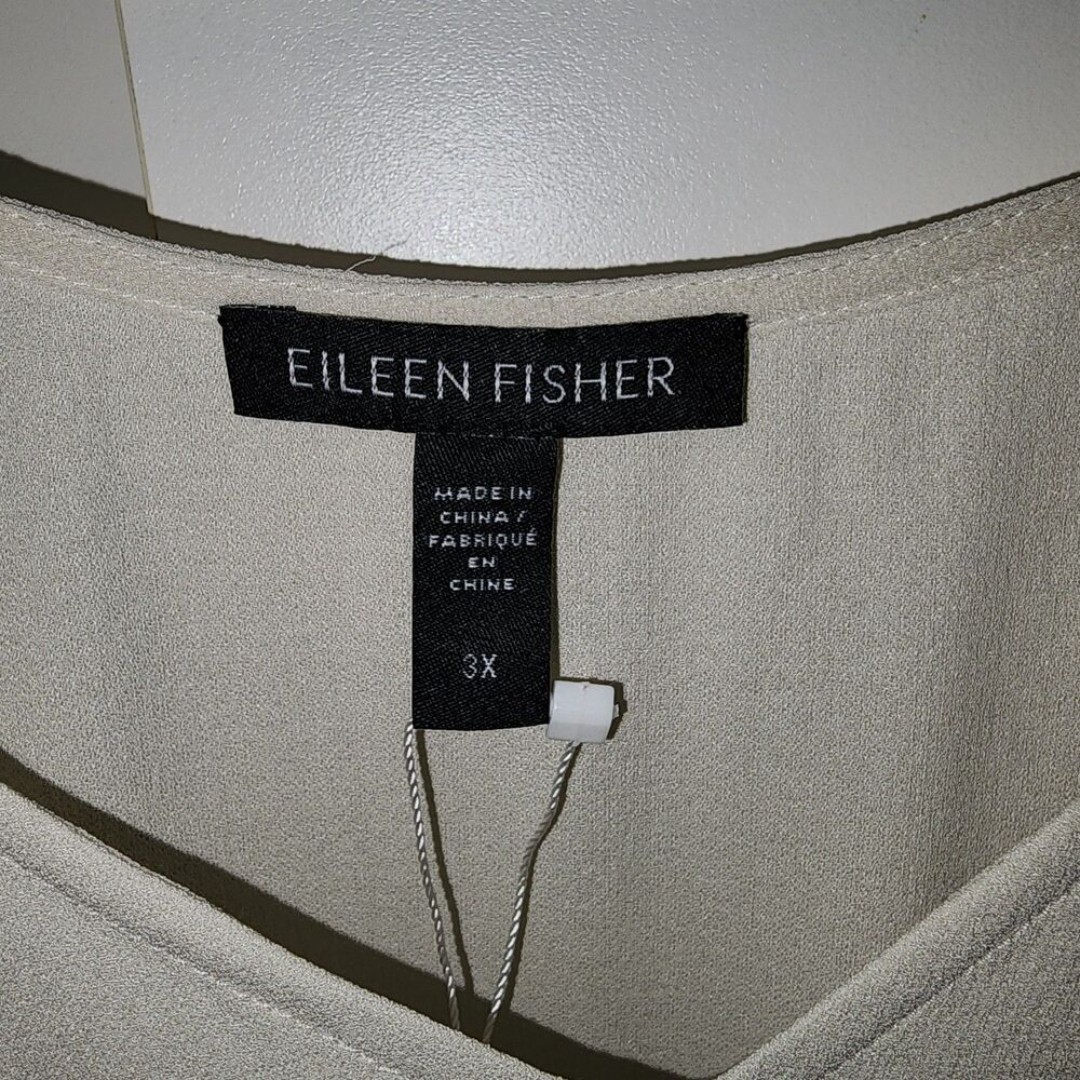 EILEEN FISHER
MADE IN
CHINA /
FABRIQUÉ
EN
CHINE
3X